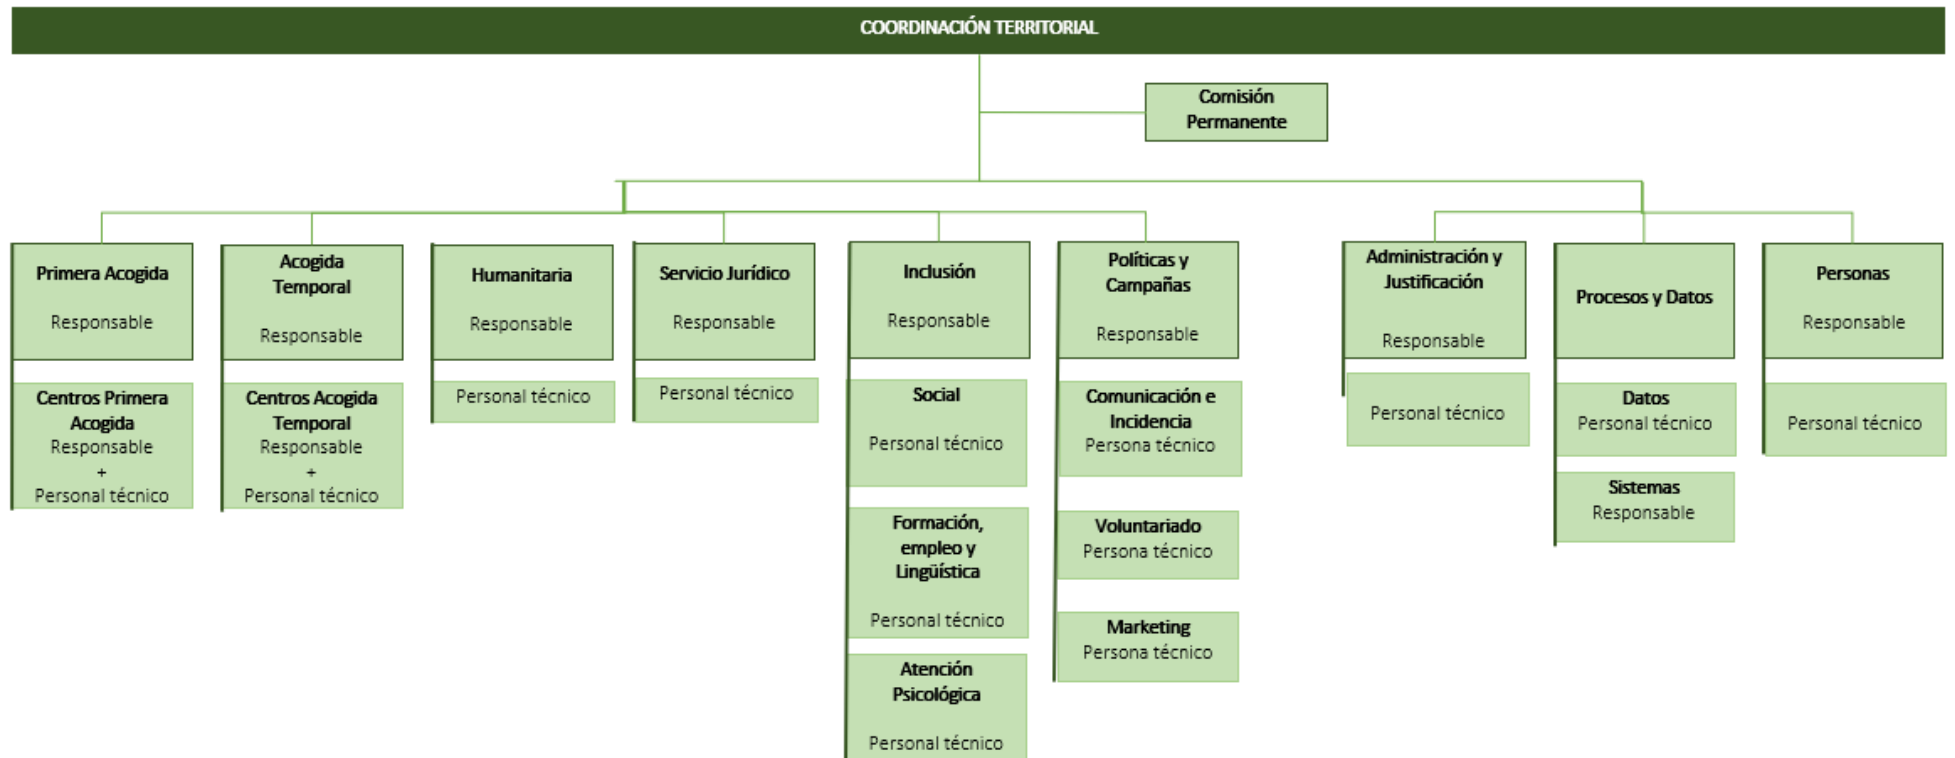 COORDINACIÓN TERRITORIAL
Comisión
Permanente
Primera Acogida
Responsable
Centros Primera
Acogida
Responsable
+
Personal técnico
Acogida
Temporal
Responsable
Centros Acogida
Temporal
Responsable
+
Personal técnico
Humanitaria
Responsable
Personal técnico
Servicio Jurídico
Responsable
Personal técnico
Inclusión
Responsable
Social
Personal técnico
Formación,
empleo y
Lingüística
Personal técnico
Atención
Psicológica
Personal técnico
Políticas y
Campañas
Responsable
Comunicación e
Incidencia
Persona técnico
Voluntariado
Persona técnico
Marketing
Persona técnico
Administración y
Justificación
Responsable
Personal técnico
Procesos y Datos
Datos
Personal técnico
Sistemas
Responsable
Personas
Responsable
Personal técnico